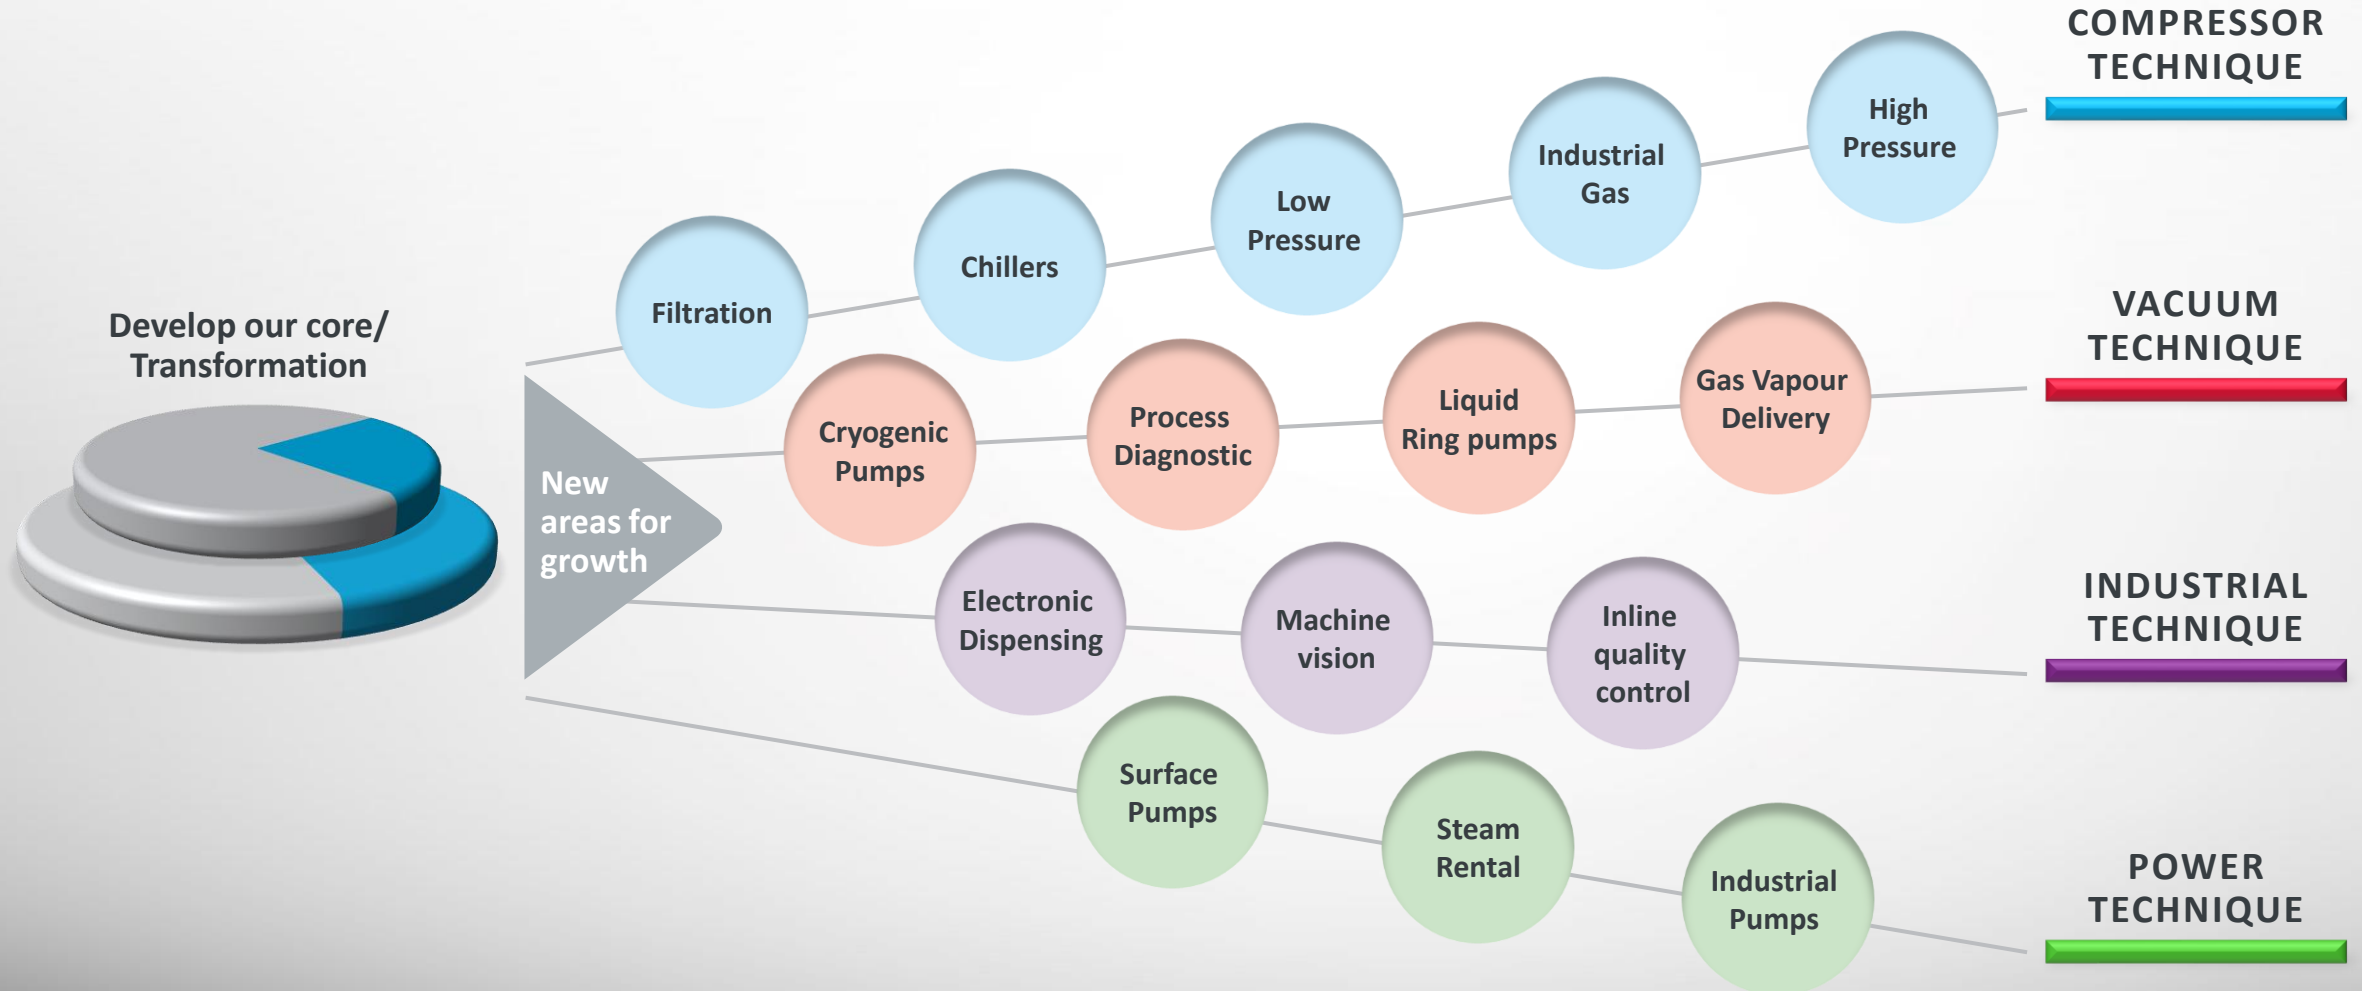 Develop our core/
Transformation
New
areas for
growth
Filtration
Chillers
Low
Pressure
Industrial
Gas
High
Pressure
COMPRESSOR
TECHNIQUE
Cryogenic
Pumps
Process
Diagnostic
Liquid
Ring pumps
Gas Vapour
Delivery
VACUUM
TECHNIQUE
Electronic
Dispensing
Machine
vision
Inline
quality
control
INDUSTRIAL
TECHNIQUE
Surface
Pumps
Steam
Rental
Industrial
Pumps
POWER
TECHNIQUE